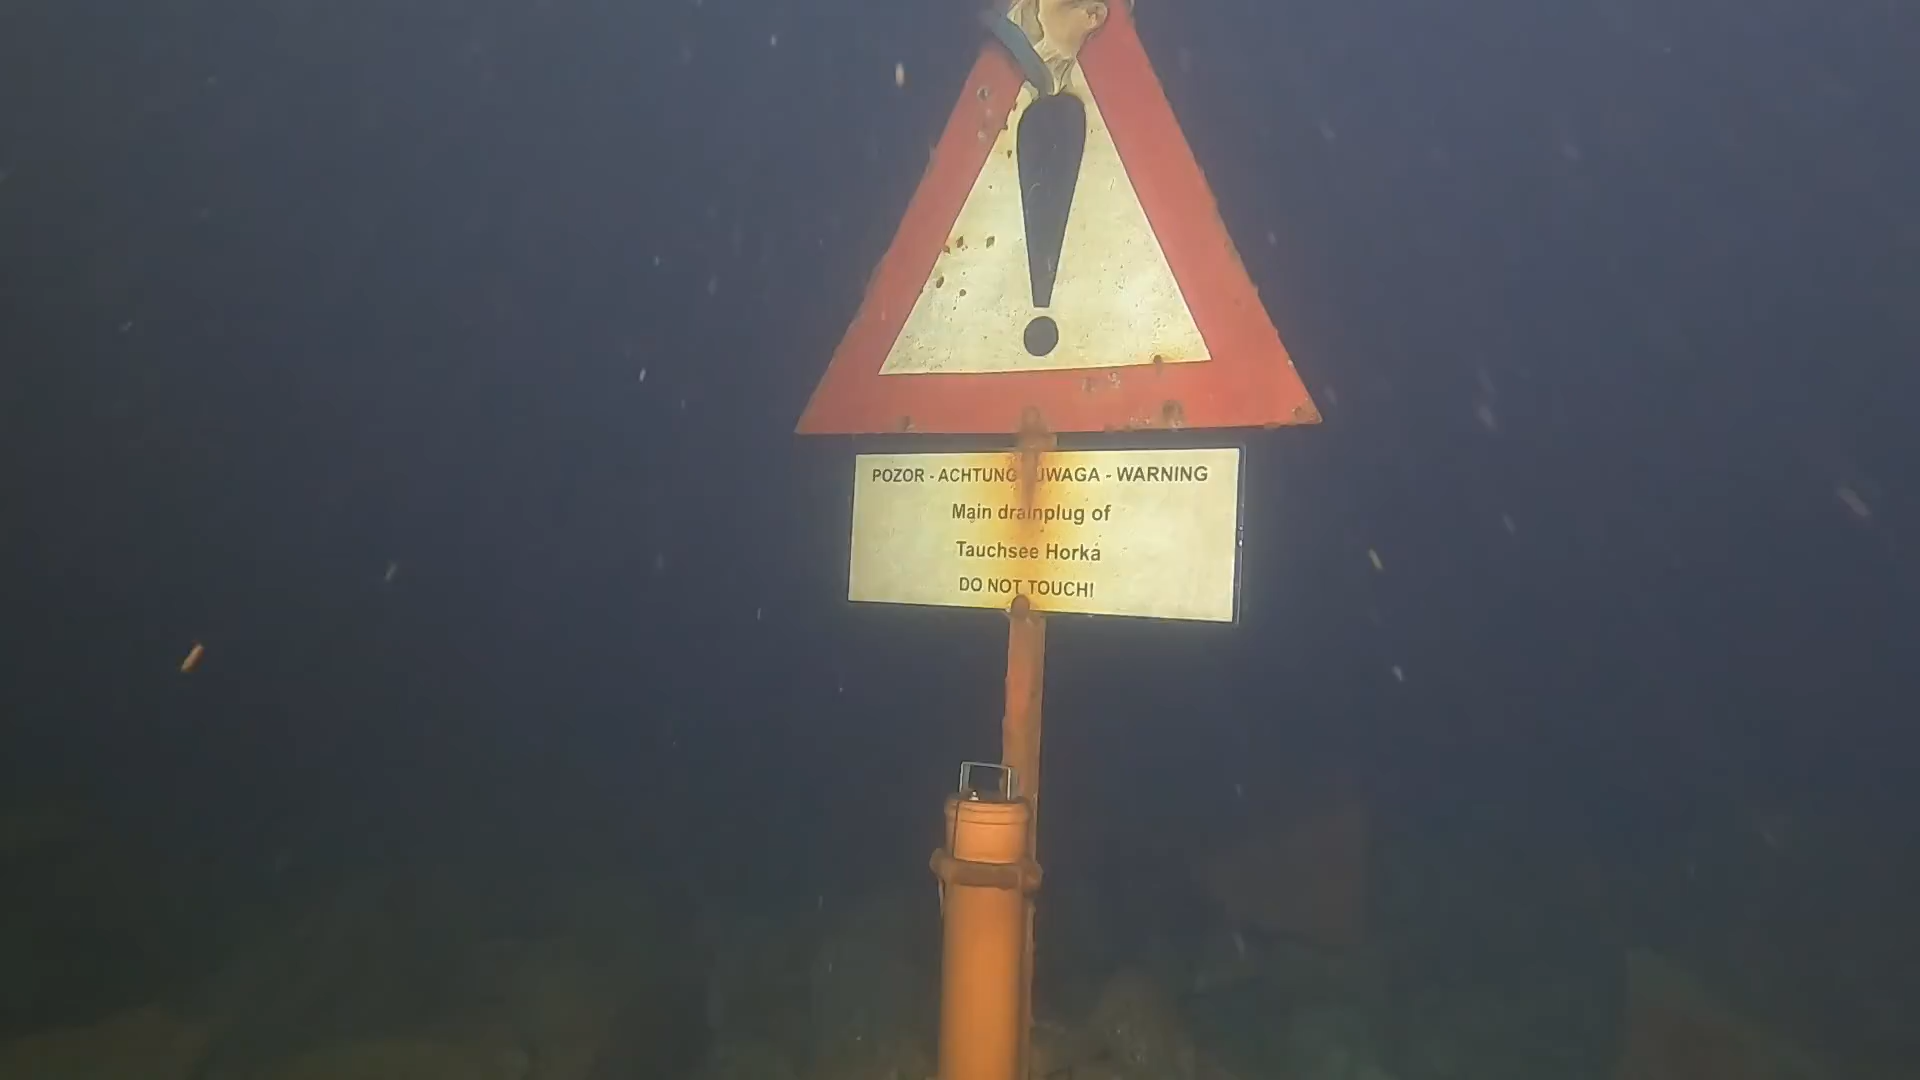 POZOR - ACHTUNG - UWAGA - WARNING
Main drainplug of
Tauchsee Horka
DO NOT TOUCH!